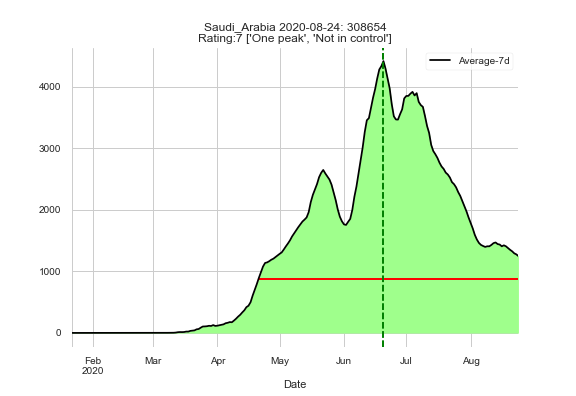 Saudi_Arabia 2020-08-24: 308654
Rating:7 ['One peak', 'Not in control']
Average-7d
4000
3000
2000
1000
0
Feb Mar Apr May Jun Jul Aug
2020
Date